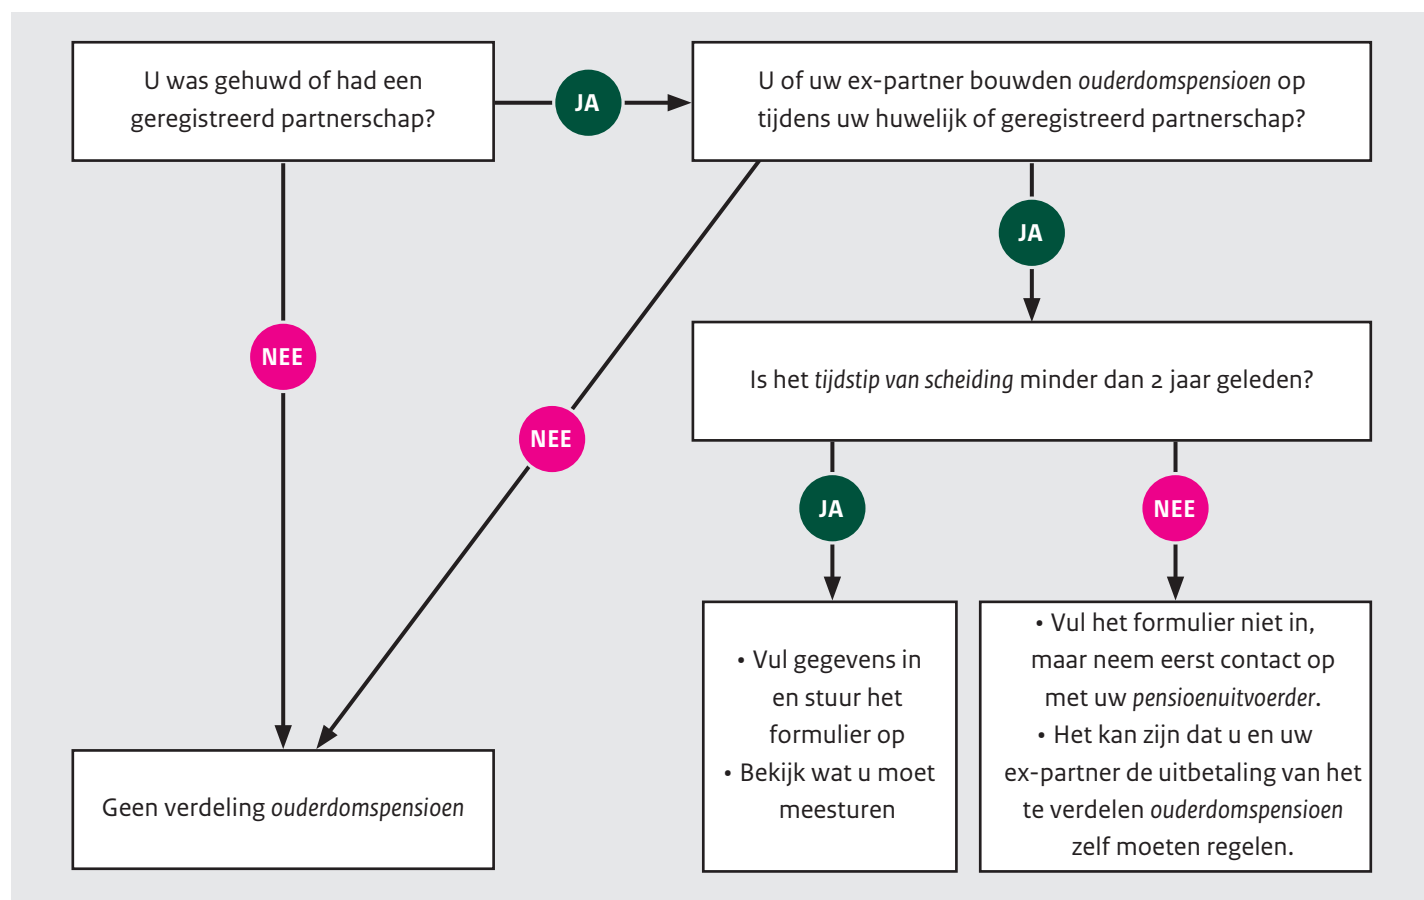 U was gehuwd of had een
geregistreerd partnerschap?
JA
U of uw ex-partner bouwden ouderdomspensioen op
tijdens uw huwelijk of geregistreerd partnerschap?
JA
NEE
Is het tijdstip van scheiding minder dan 2 jaar geleden?
NEE
JA
NEE
• Vul gegevens in
en stuur het
formulier op
• Bekijk wat u moet
meesturen
• Vul het formulier niet in,
maar neem eerst contact op
met uw pensioenuitvoerder.
• Het kan zijn dat u en uw
ex-partner de uitbetaling van het
te verdelen ouderdomspensioen
zelf moeten regelen.
Geen verdeling ouderdomspensioen